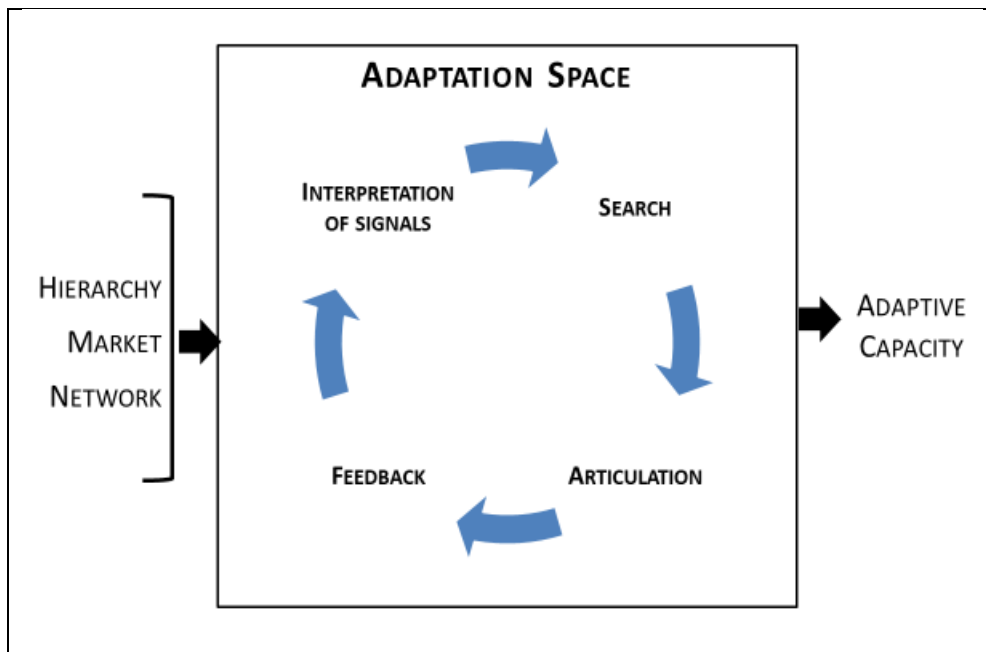 ADAPTATION SPACE
INTERPRETATION
OF SIGNALS
SEARCH
HIERARCHY
MARKET
NETWORK
ADAPTIVE
CAPACITY
FEEDBACK
ARTICULATION